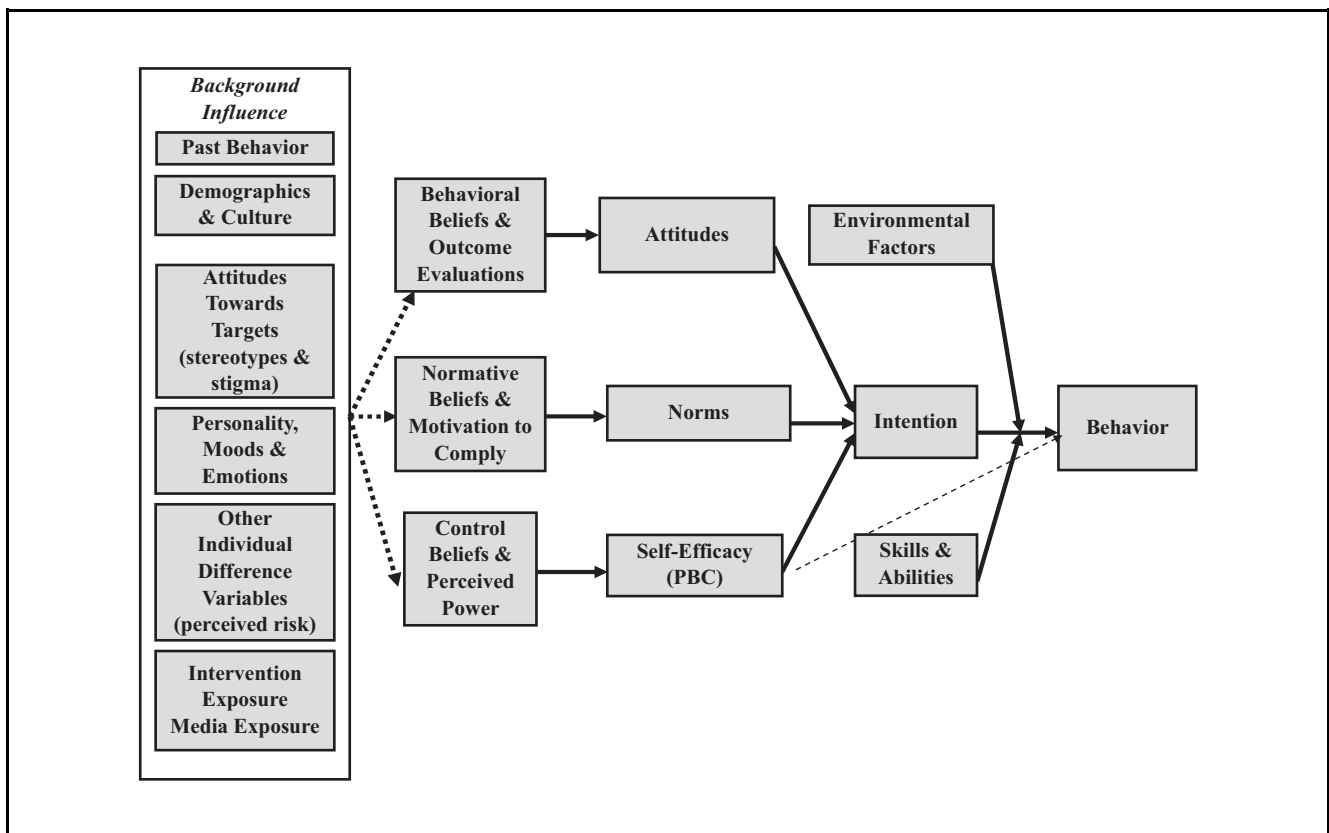 Background
Influence
Past Behavior
Demographics
& Culture
Attitudes
Towards
Targets
(stereotypes &
stigma)
Personality,
Moods &
Emotions
Other
Individual
Difference
Variables
(perceived risk)
Intervention
Exposure
Media Exposure
Behavioral
Beliefs &
Outcome
Evaluations
Normative
Beliefs &
Motivation to
Comply
Control
Beliefs &
Perceived
Power
Attitudes
Norms
Self-Efficacy
(PBC)
Environmental
Factors
Intention
Skills &
Abilities
Behavior